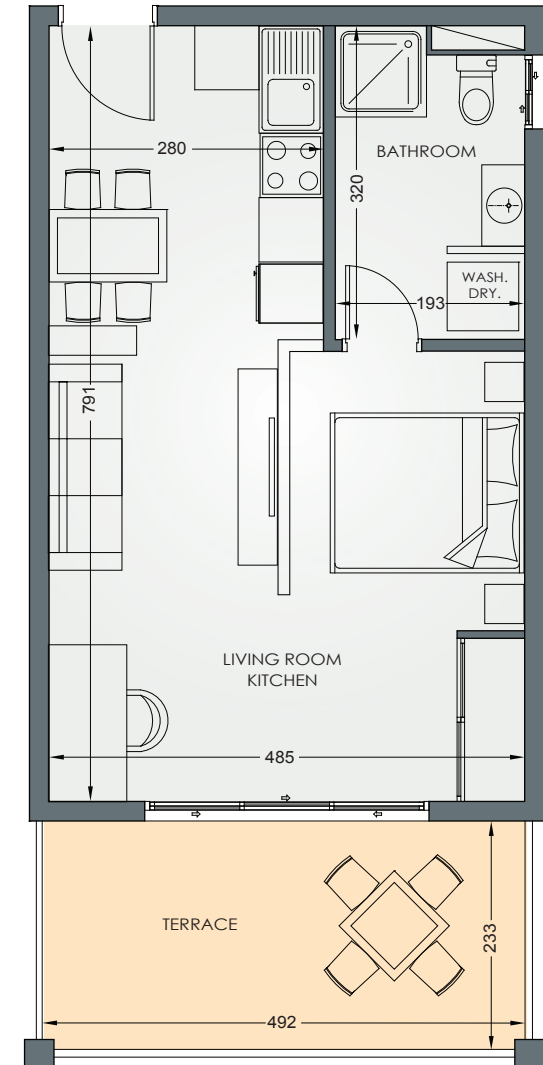 280
BATHROOM
320
WASH.
DRY.
193
791
LIVING ROOM
KITCHEN
485
TERRACE
233
492